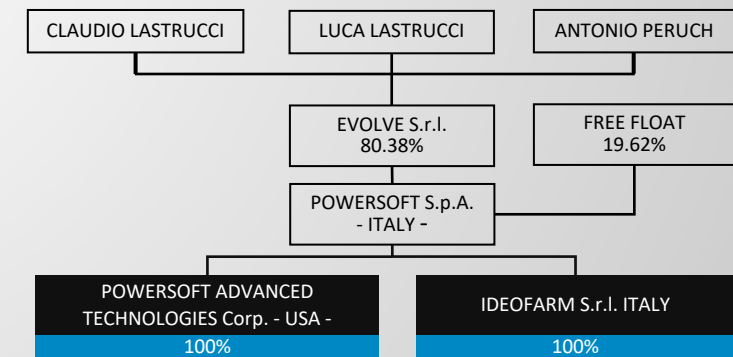 CLAUDIO LASTRUCCI
LUCA LASTRUCCI
ANTONIO PERUCH
EVOLVE S.r.l.
80.38%
FREE FLOAT
19.62%
POWERSOFT S.p.A.
- ITALY -
POWERSOFT ADVANCED
TECHNOLOGIES Corp. - USA -
100%
IDEOFARM S.r.l. ITALY
100%